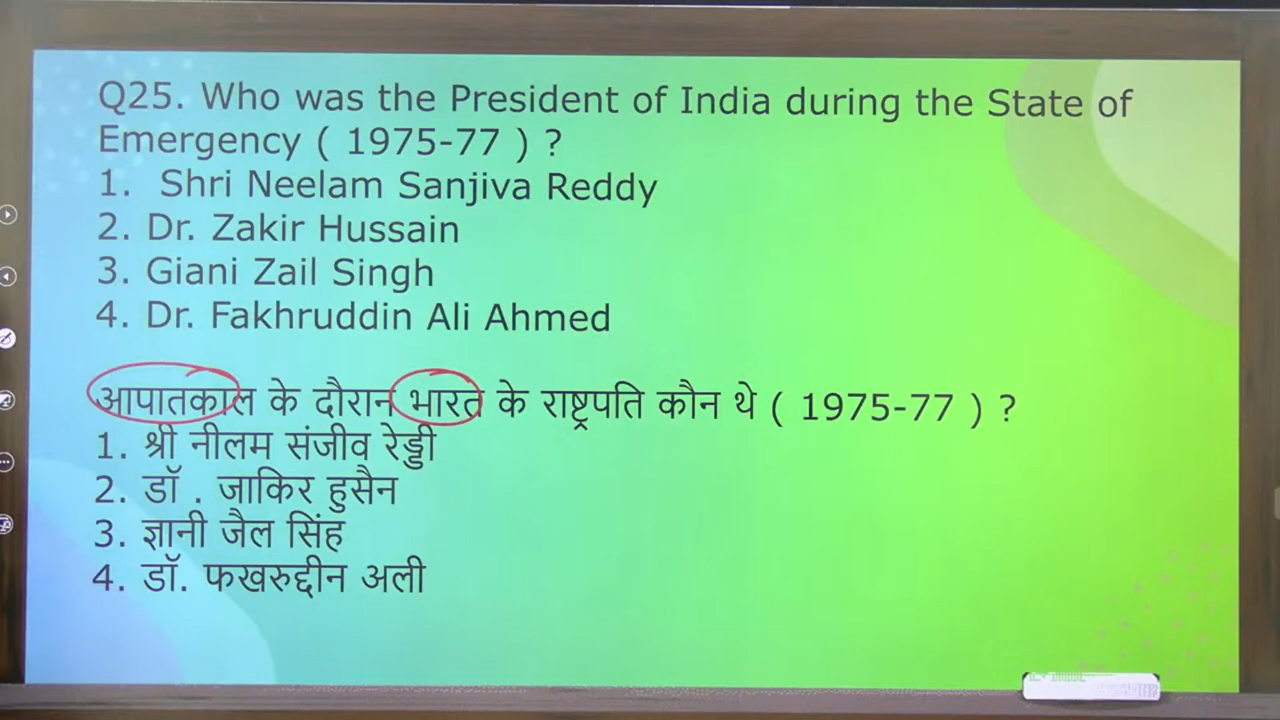 Q25. Who was the President of India during the State of
Emergency ( 1975-77 ) ?
1. Shri Neelam Sanjiva Reddy
2. Dr. Zakir Hussain
3. Giani Zail Singh
4. Dr. Fakhruddin Ali Ahmed
आपातकाल के दौरान भारत के राष्ट्रपति कौन थे ( 1975-77 ) ?
1. श्री नीलम संजीव रेड्डी
2. डॉ . जाकिर हुसैन
3. ज्ञानी जैल सिंह
4. डॉ. फखरुद्दीन अली